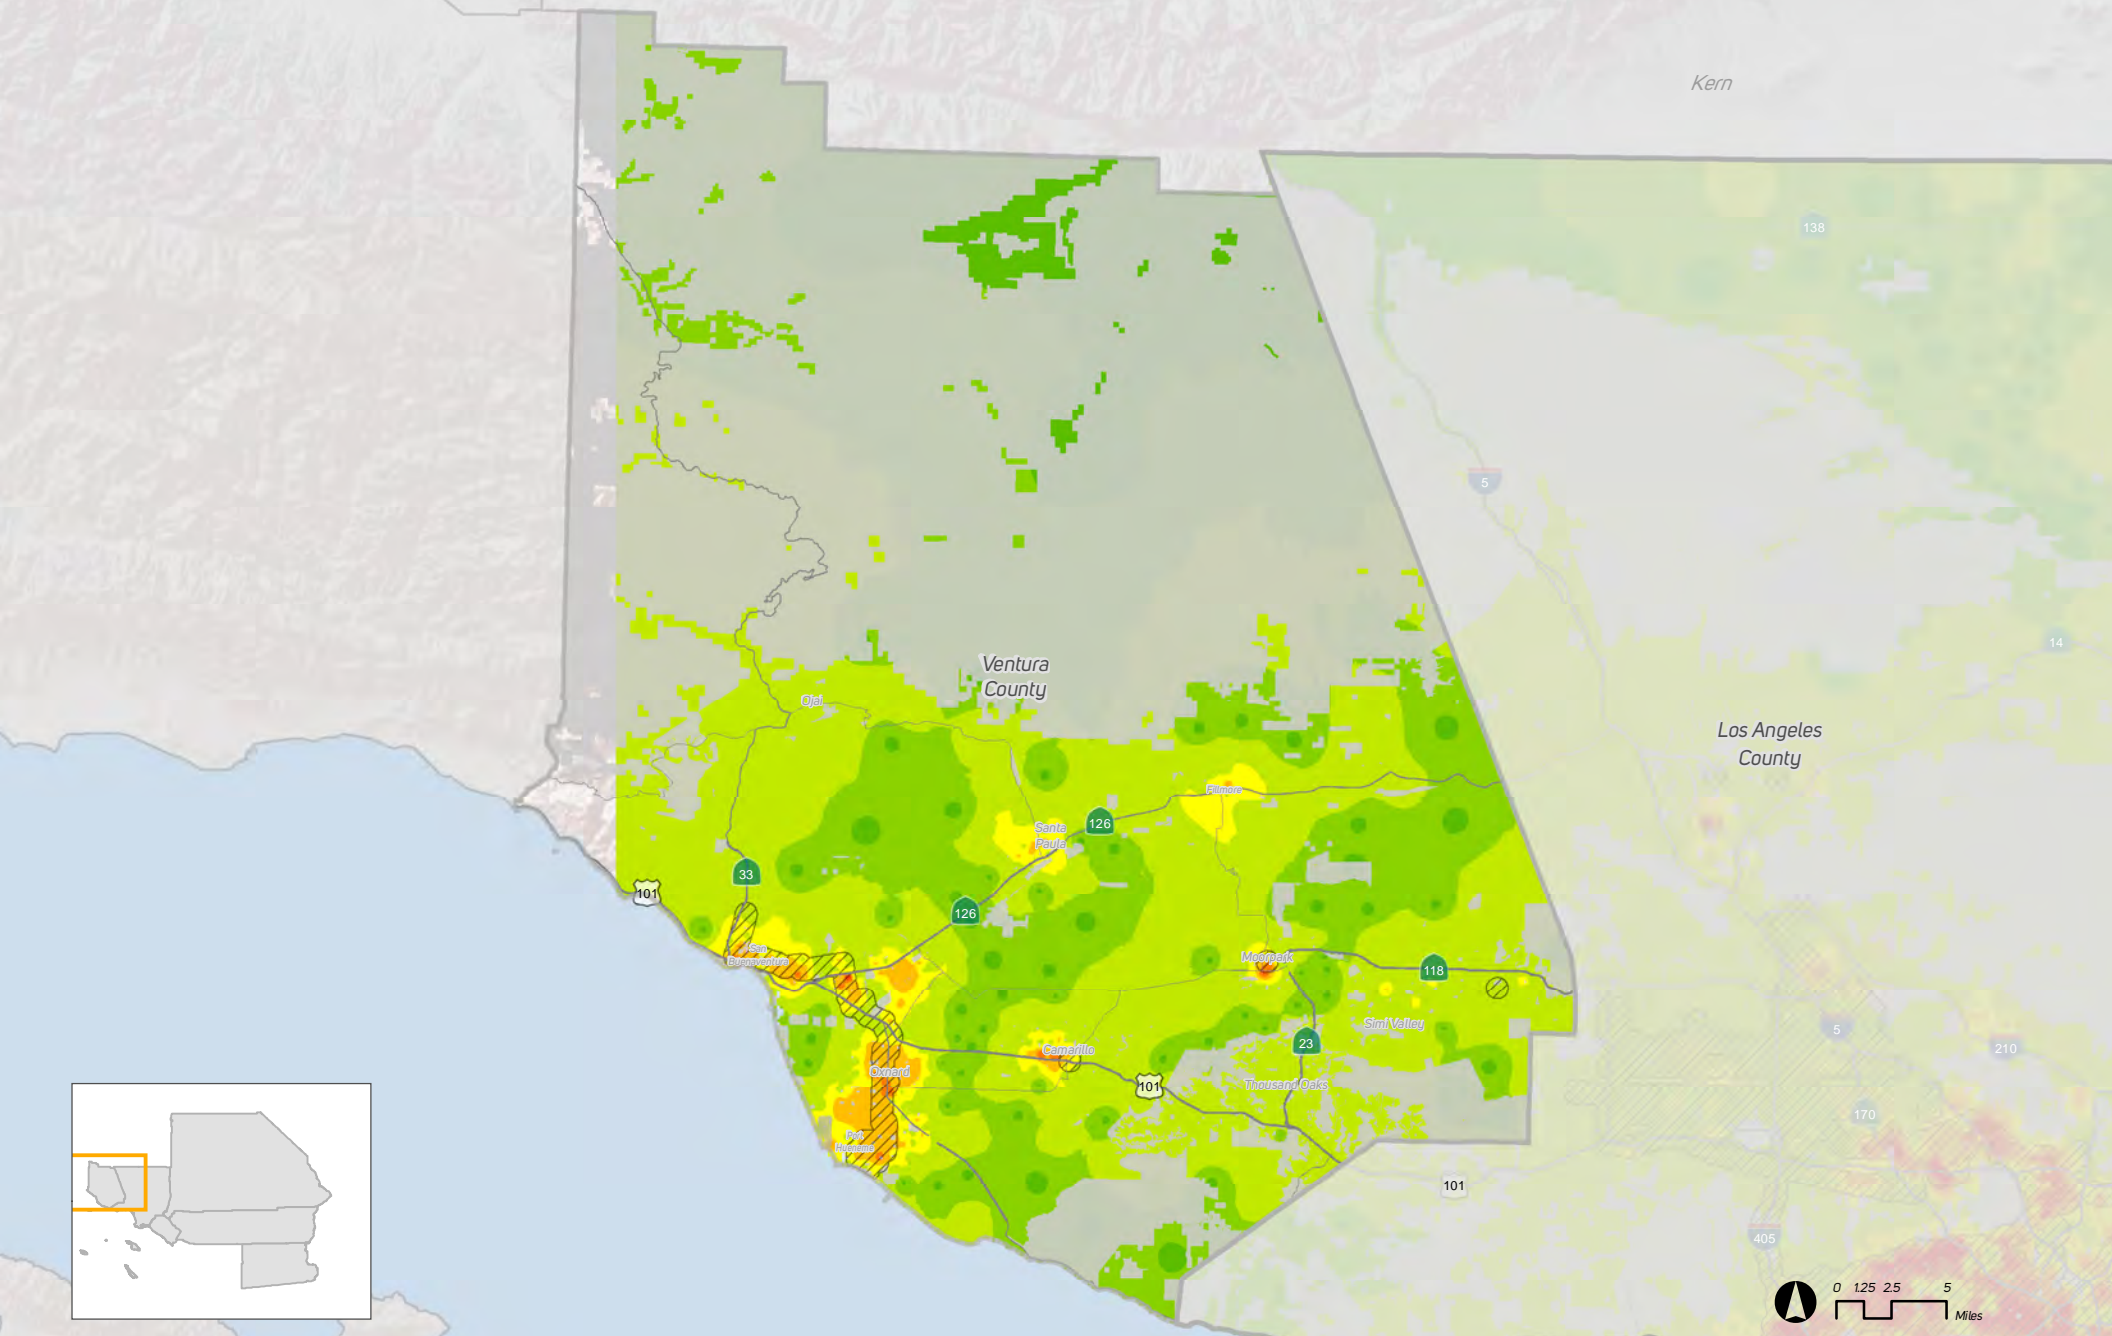 Kern
138
5
14
Ventura
County
Ojai
Los Angeles
County
Fillmore
126
Santa
Paula
33
101
126
San
Buenaventura
Moorpark
118
Simi Valley
5
23
210
Camarillo
Oxnard
101
Thousand Oaks
170
Port
Hueneme
101
405
0 1.25 2.5 5
Miles